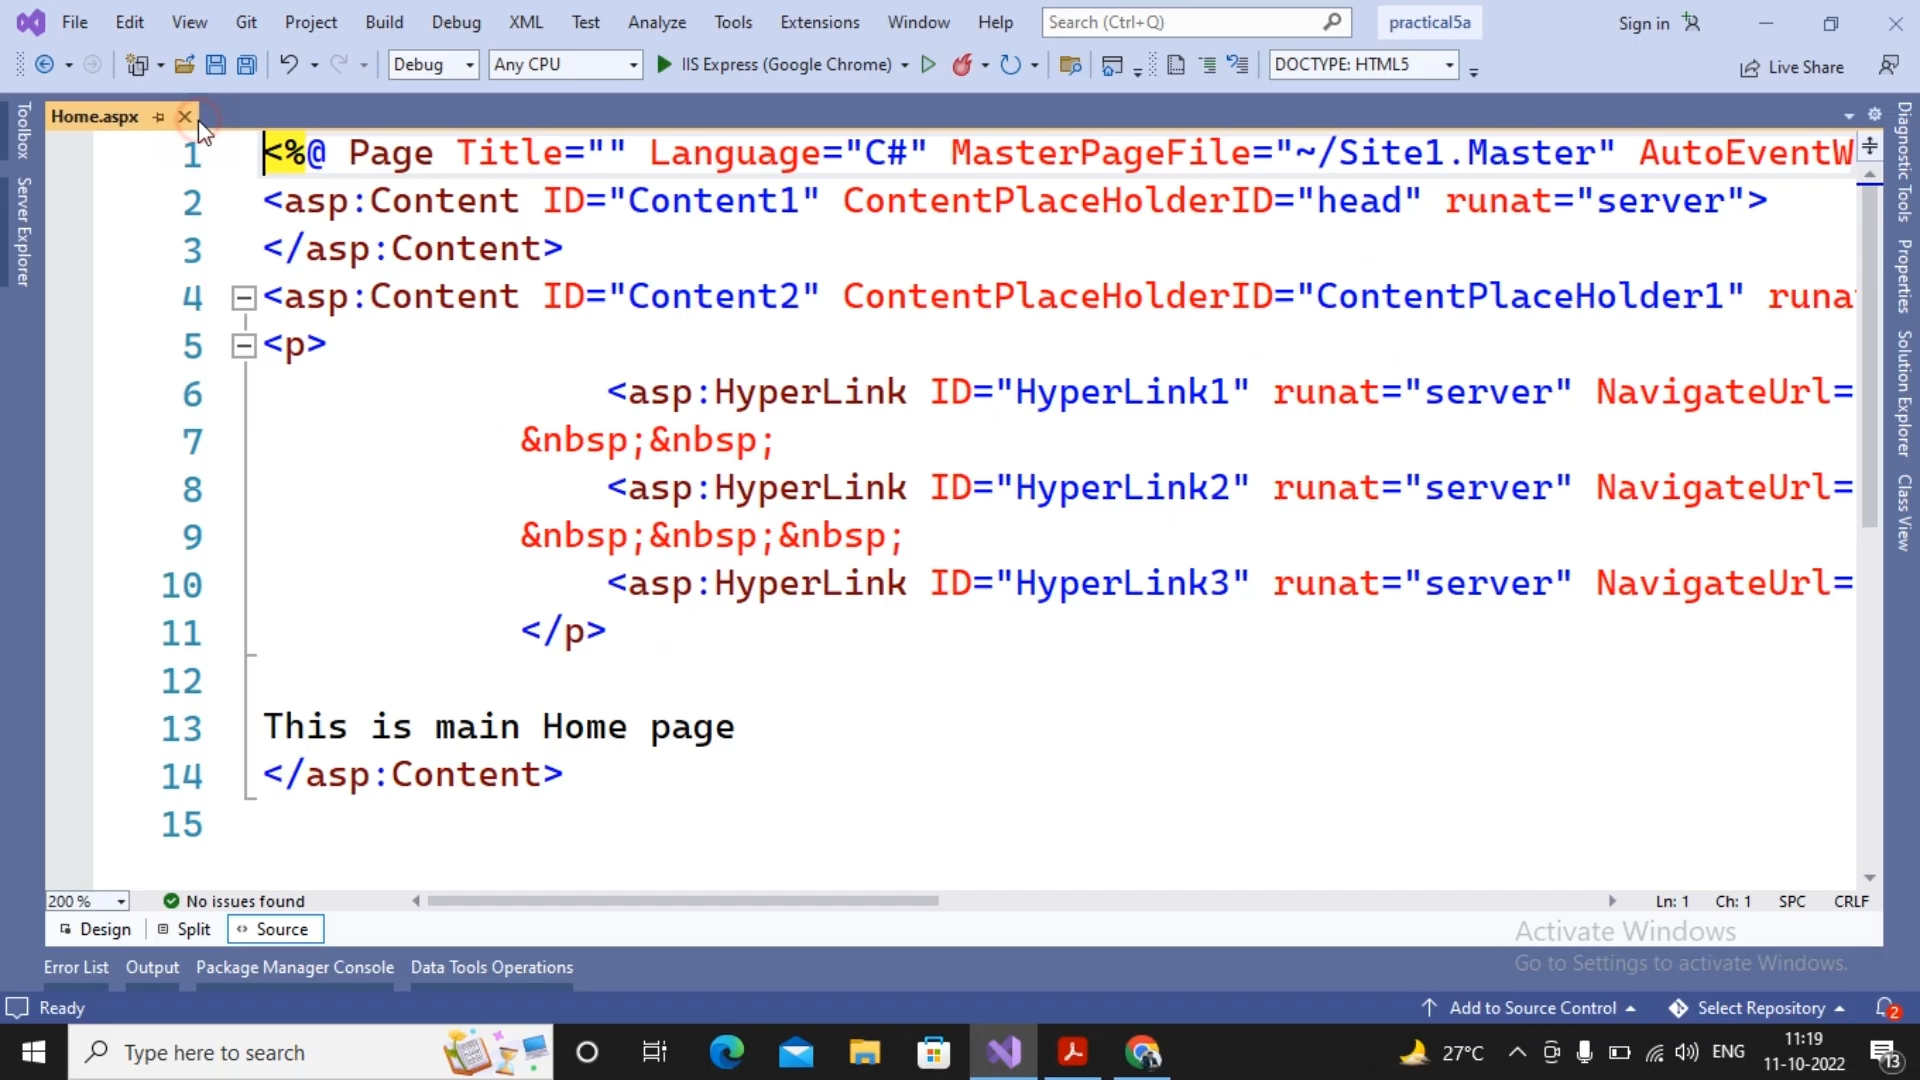 File Edit View Git Project Build Debug XML Test Analyze Tools Extensions Window Help Search (Ctrl+Q) practical5a Sign in
Debug Any CPU IIS Express (Google Chrome) DOCTYPE: HTML5 Live Share
Home.aspx
Toolbox
Server Explorer
Diagnostic Tools
Properties
Solution Explorer
Class View
1 <%@ Page Title="" Language="C#" MasterPageFile="~/Site1.Master" AutoEventW
2 <asp:Content ID="Content1" ContentPlaceHolderID="head" runat="server">
3 </asp:Content>
4 <asp:Content ID="Content2" ContentPlaceHolderID="ContentPlaceHolder1" runa
5 <p>
6 <asp:HyperLink ID="HyperLink1" runat="server" NavigateUrl=
7 &nbsp;&nbsp;
8 <asp:HyperLink ID="HyperLink2" runat="server" NavigateUrl=
9 &nbsp;&nbsp;&nbsp;
10 <asp:HyperLink ID="HyperLink3" runat="server" NavigateUrl=
11 </p>
12
13 This is main Home page
14 </asp:Content>
15
200 % No issues found Ln: 1 Ch: 1 SPC CRLF
Design Split Source
Activate Windows
Go to Settings to activate Windows.
Error List Output Package Manager Console Data Tools Operations
Ready Add to Source Control Select Repository 2
Type here to search 27°C ENG 11:19
11-10-2022 13